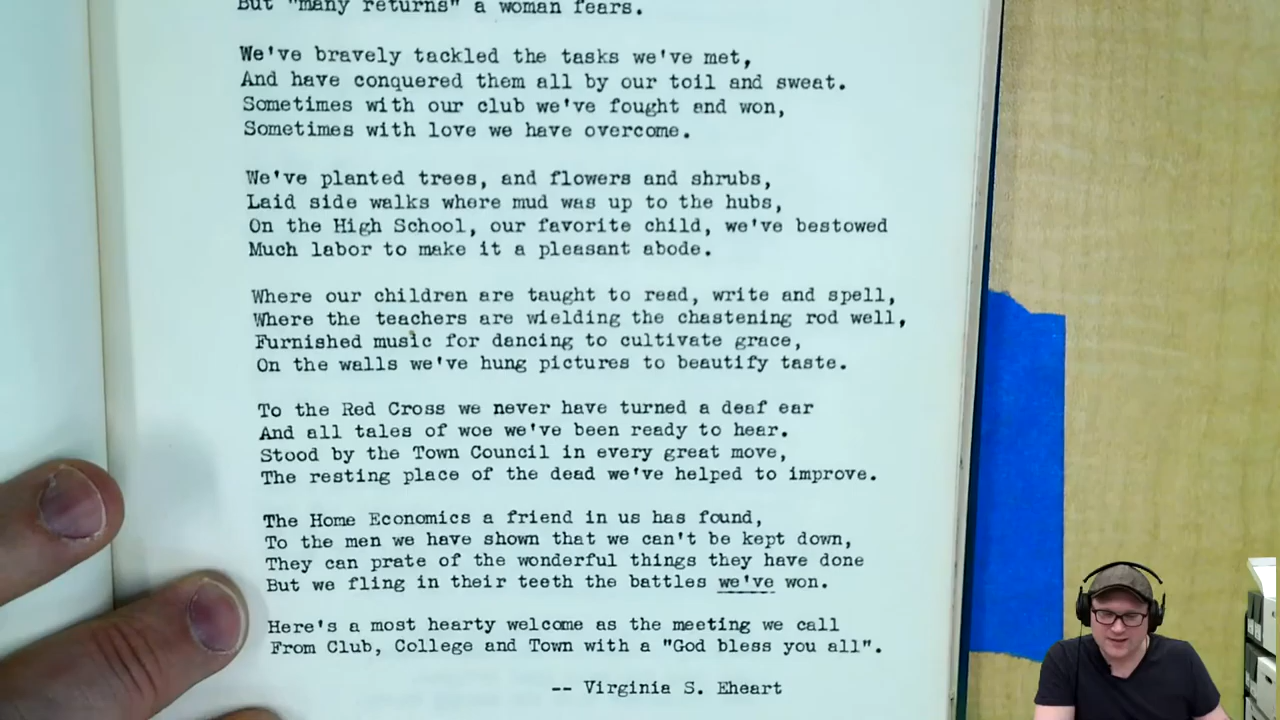 But "many returns" a woman fears.
We've bravely tackled the tasks we've met,
And have conquered them all by our toil and sweat.
Sometimes with our club we've fought and won,
Sometimes with love we have overcome.
We've planted trees, and flowers and shrubs,
Laid side walks where mud was up to the hubs,
On the High School, our favorite child, we've bestowed
Much labor to make it a pleasant abode.
Where our children are taught to read, write and spell,
Where the teachers are wielding the chastening rod well,
Furnished music for dancing to cultivate grace,
On the walls we've hung pictures to beautify taste.
To the Red Cross we never have turned a deaf ear
And all tales of woe we've been ready to hear.
Stood by the Town Council in every great move,
The resting place of the dead we've helped to improve.
The Home Economics a friend in us has found,
To the men we have shown that we can't be kept down,
They can prate of the wonderful things they have done
But we fling in their teeth the battles we've won.
Here's a most hearty welcome as the meeting we call
From Club, College and Town with a "God bless you all".
-- Virginia S. Eheart